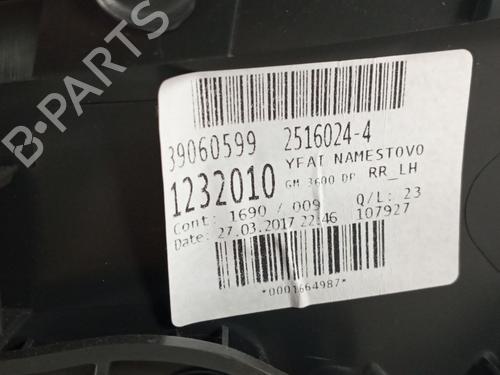 39060599 2516024-4
1232010 YFAI NAMESTOVO
GM 3600 DP RR_LH
Cont: 1690 / 009 Q/L: 23
Date: 27.03.2017 22:46 107927
*0001664987*
B-PARTS